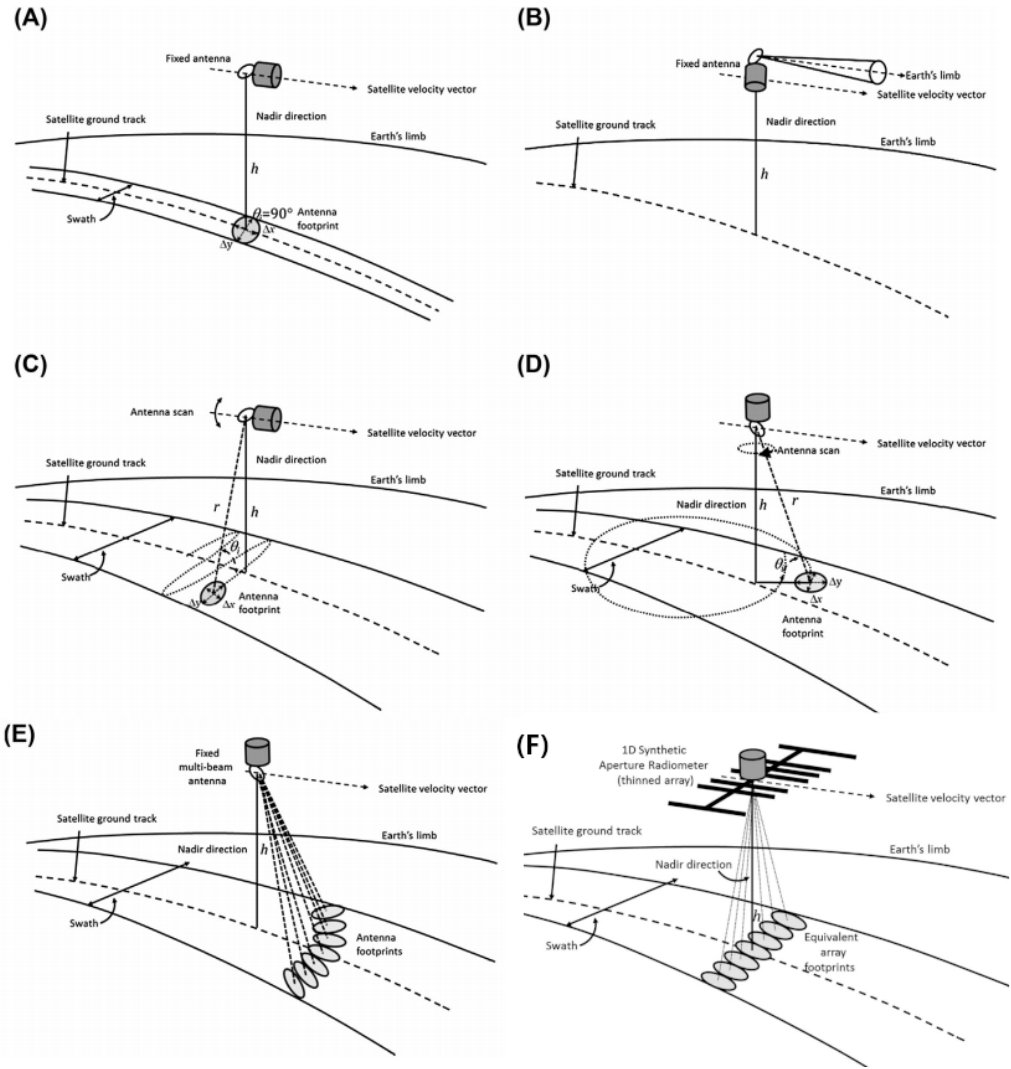 (A)
Fixed antenna
Satellite velocity vector
Satellite ground track
Nadir direction
Earth's limb
h
Swath
θ=90°
Antenna
footprint
Δx
Δy
(B)
Fixed antenna
Earth's limb
Satellite velocity vector
Satellite ground track
Nadir direction
Earth's limb
h
(C)
Antenna scan
Satellite velocity vector
Satellite ground track
Nadir direction
Earth's limb
r
h
θ
Swath
Δy
Δx
Antenna
footprint
(D)
Satellite velocity vector
Antenna scan
Satellite ground track
h
r
Earth's limb
Nadir direction
θ
Swath
Δy
Δx
Antenna
footprint
(E)
Fixed
multi-beam
antenna
Satellite velocity vector
Satellite ground track
Earth's limb
Nadir direction
h
Swath
Antenna
footprints
(F)
1D Synthetic
Aperture Radiometer
(thinned array)
Satellite velocity vector
Satellite ground track
Earth's limb
Nadir direction
h
Swath
Equivalent
array
footprints